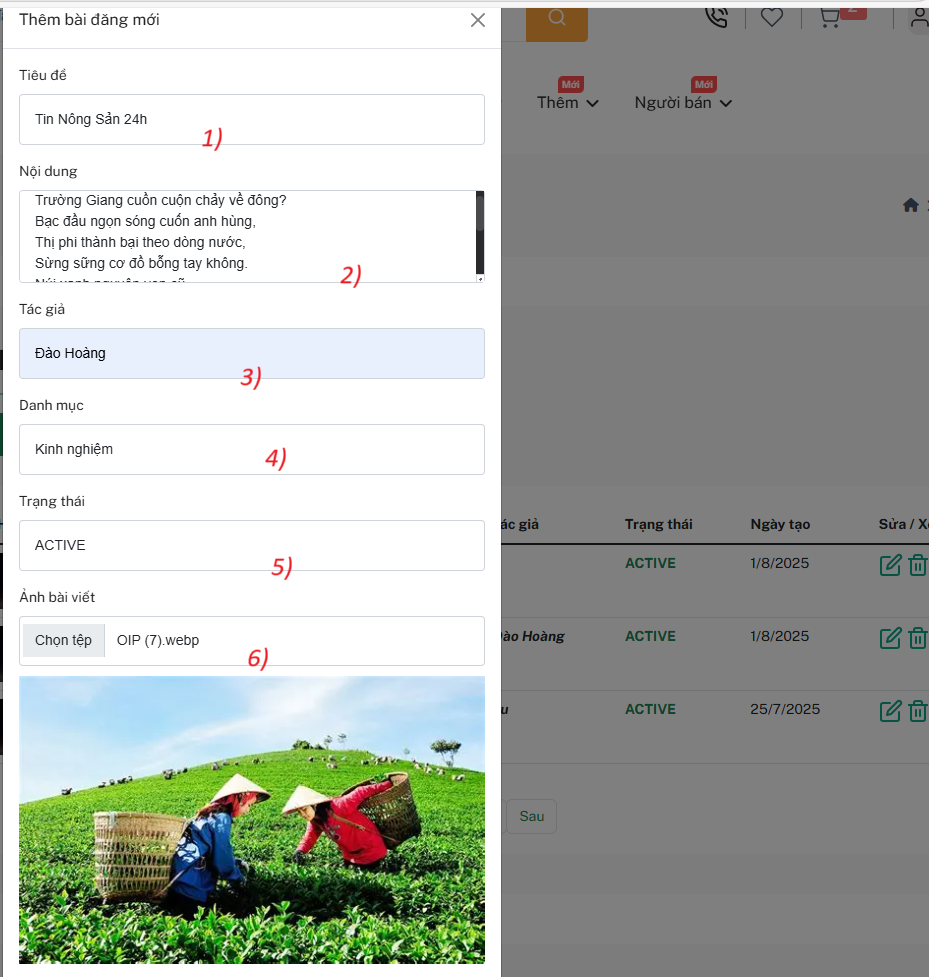 Thêm bài đăng mới
Tiêu đề
Tin Nông Sản 24h
1)
Nội dung
Trường Giang cuồn cuộn chảy về đông?
Bạc đầu ngọn sóng cuốn anh hùng,
Thị phi thành bại theo dòng nước,
Sừng sững cơ đồ bỗng tay không.
2)
Tác giả
Đào Hoàng
3)
Danh mục
Kinh nghiệm
4)
Trạng thái
ACTIVE
5)
Ảnh bài viết
Chọn tệp OIP (7).webp
6)
Mới Mới
Thêm Người bán
ác giả Trạng thái Ngày tạo Sửa / X
ACTIVE 1/8/2025
Đào Hoàng ACTIVE 1/8/2025
u ACTIVE 25/7/2025
Sau